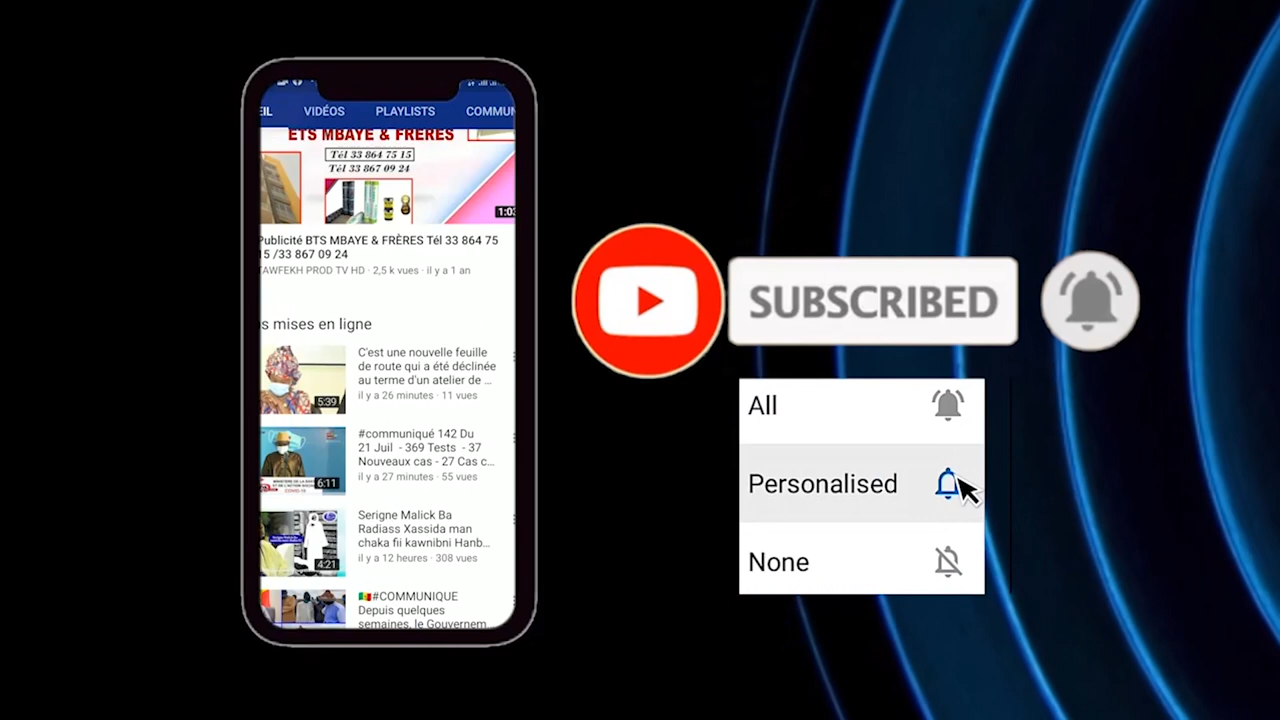 EIL VIDÉOS PLAYLISTS COMMUN
ETS MBAYE & FRERES
Tél 33 864 75 15
Tél 33 867 09 24
1:03
Publicité BTS MBAYE & FRÈRES Tél 33 864 75
15 /33 867 09 24
TAWFEKH PROD TV HD · 2,5 k vues · il y a 1 an
s mises en ligne
C'est une nouvelle feuille
de route qui a été déclinée
au terme d'un atelier de ...
il y a 26 minutes · 11 vues
5:39
#communiqué 142 Du
21 Juil - 369 Tests - 37
Nouveaux cas - 27 Cas c...
il y a 27 minutes · 55 vues
6:11
Serigne Malick Ba
Radiass Xassida man
chaka fii kawnibni Hanb...
il y a 12 heures · 308 vues
4:21
🇸🇳#COMMUNIQUE
Depuis quelques
semaines, le Gouvernem
SUBSCRIBED
All
Personalised
None